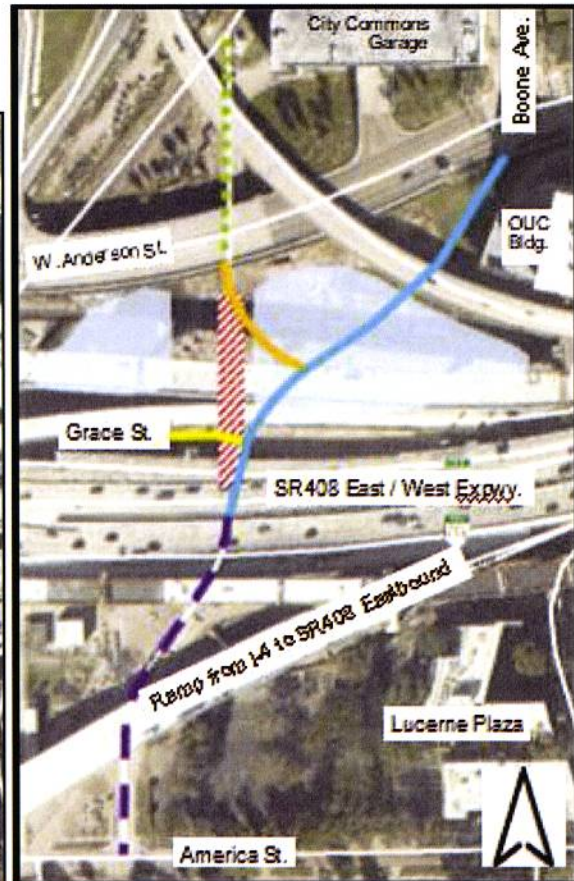 City Commons
Garage
Boone Ave.
OUC
Bldg.
W. Anderson St.
Grace St.
SR408 East / West Expwy.
Ramp from I-4 to SR408 Eastbound
Lucerne Plaza
America St.